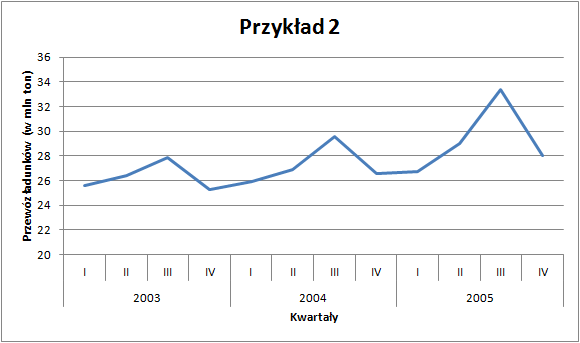 Przykład 2
Przewóz ładunków (w mln ton)
36
34
32
30
28
26
24
22
20
I II III IV I II III IV I II III IV
2003 2004 2005
Kwartały